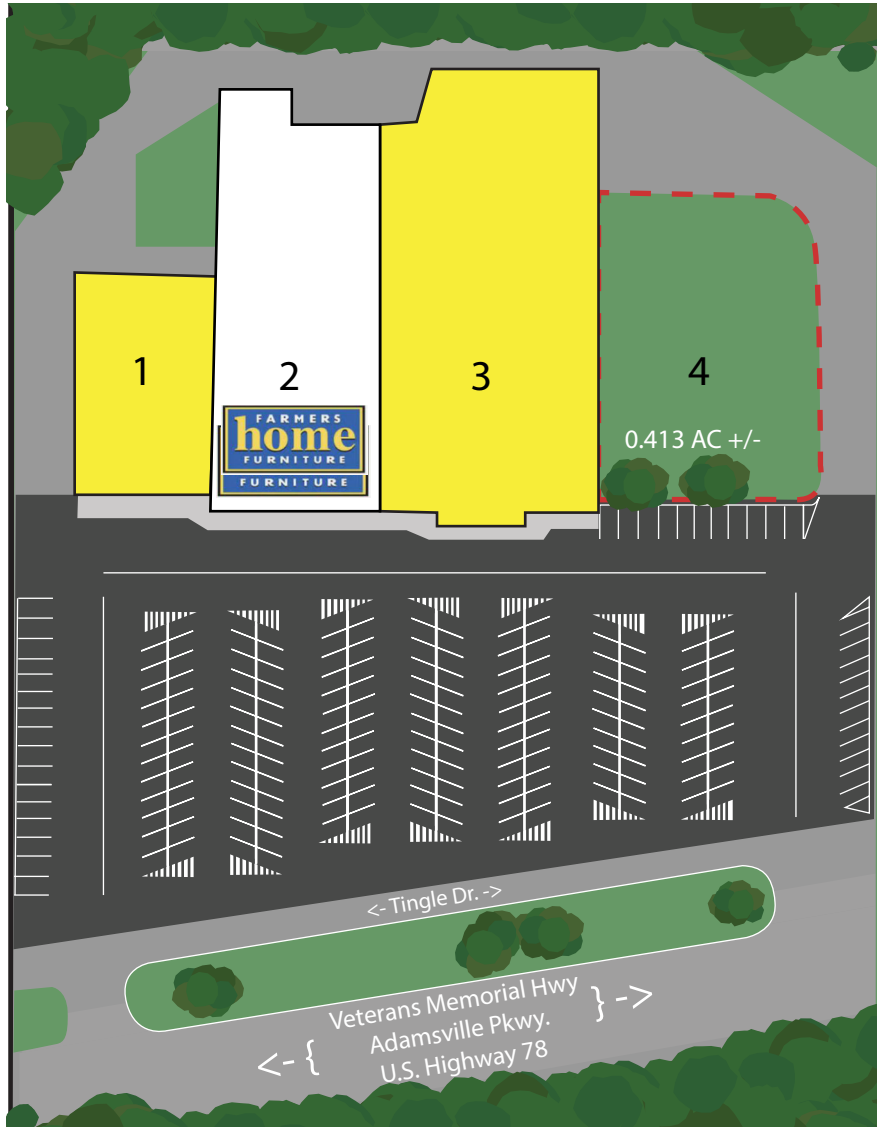 1
2
3
4
FARMERS
home
FURNITURE
FURNITURE
0.413 AC +/-
<- Tingle Dr. ->
Veterans Memorial Hwy } ->
Adamsville Pkwy.
<- { U.S. Highway 78